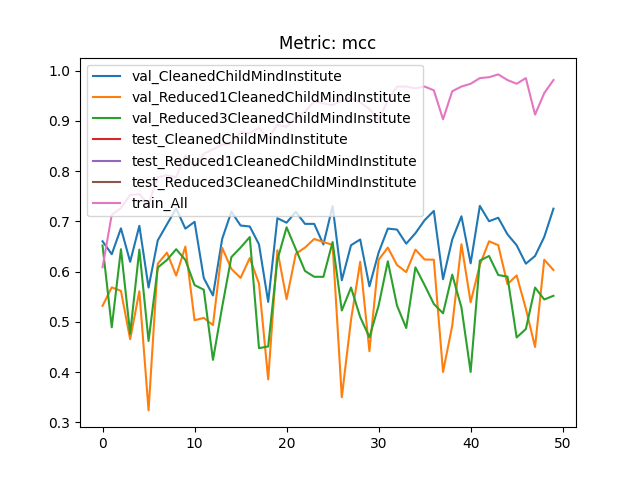 Metric: mcc
1.0
0.9
0.8
0.7
0.6
0.5
0.4
0.3
val_CleanedChildMindInstitute
val_Reduced1CleanedChildMindInstitute
val_Reduced3CleanedChildMindInstitute
test_CleanedChildMindInstitute
test_Reduced1CleanedChildMindInstitute
test_Reduced3CleanedChildMindInstitute
train_All
0 10 20 30 40 50